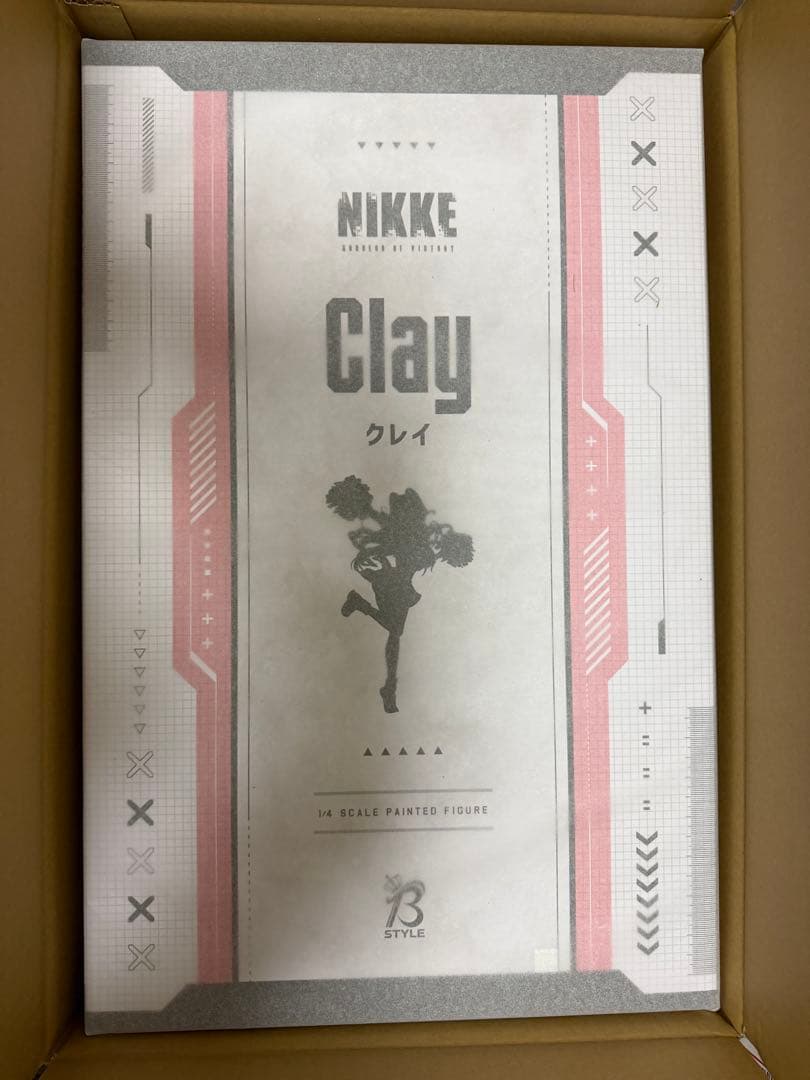 NIKKE
GODDESS OF VICTORY
Clay
クレイ
1/4 SCALE PAINTED FIGURE
B
STYLE